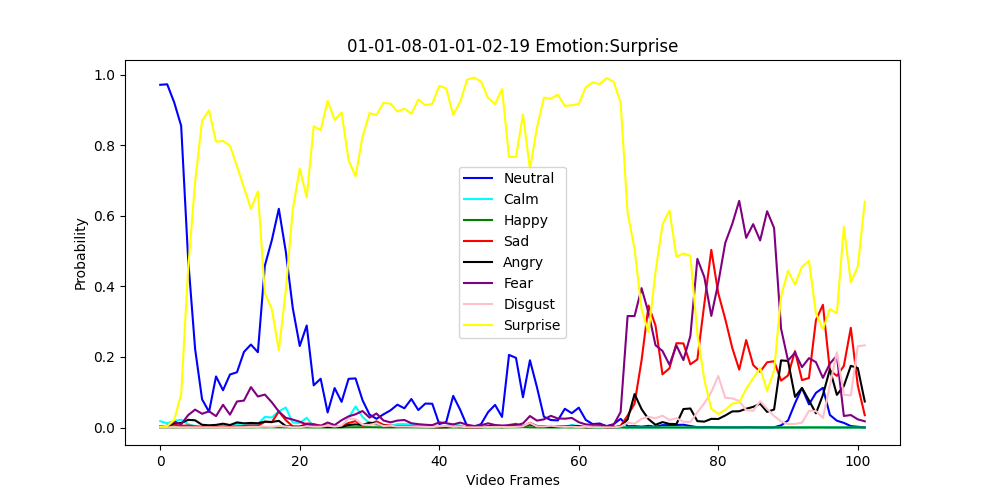 01-01-08-01-01-02-19 Emotion:Surprise
1.0
0.8
0.6
0.4
0.2
0.0
Probability
Neutral
Calm
Happy
Sad
Angry
Fear
Disgust
Surprise
0 20 40 60 80 100
Video Frames